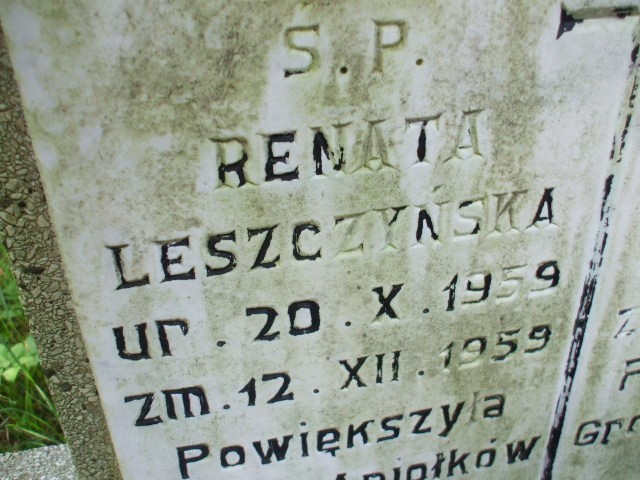 Ś.P.
RENATA
LESZCZYŃSKA
ur. 20. X. 1959
zm. 12. XII. 1959
Powiększyła
Aniołków